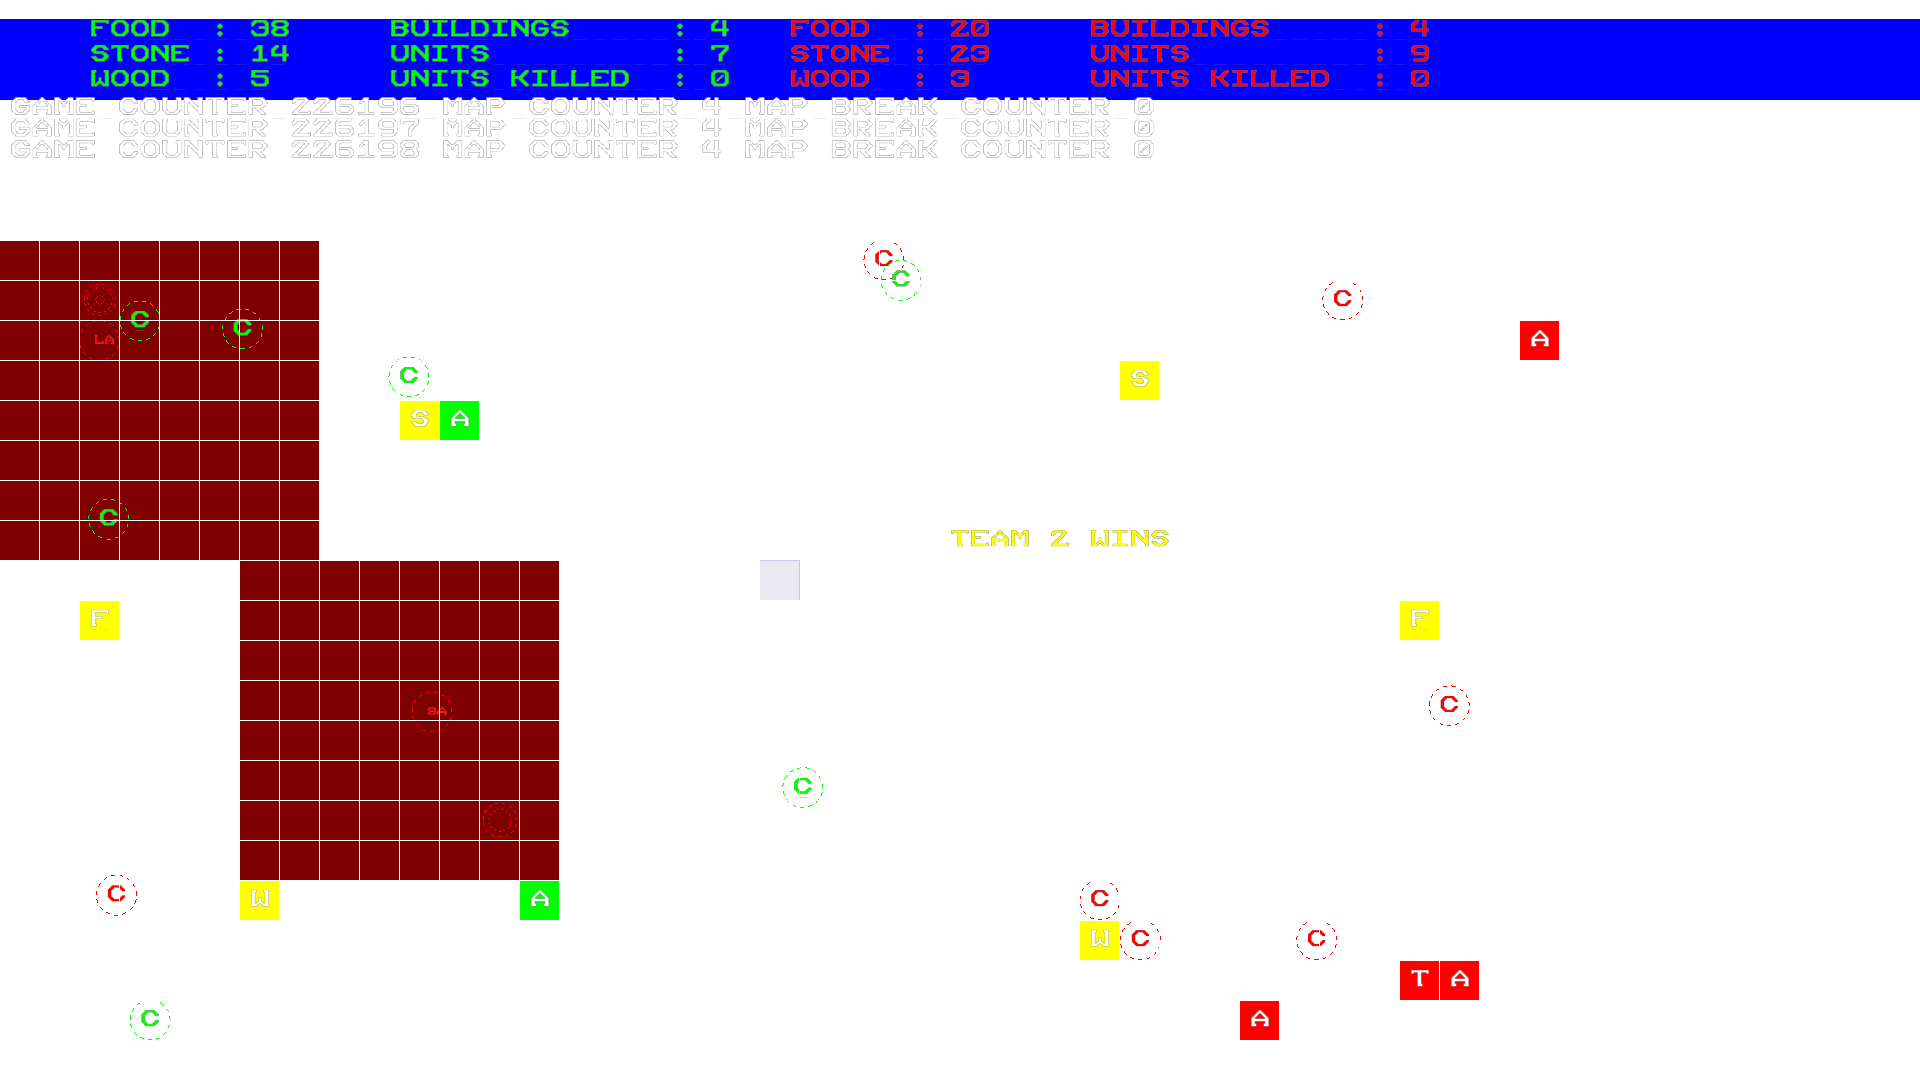 FOOD : 38 BUILDINGS : 4 FOOD : 20 BUILDINGS : 4
STONE : 14 UNITS : 7 STONE : 23 UNITS : 9
WOOD : 5 UNITS KILLED : 0 WOOD : 3 UNITS KILLED : 0
GAME COUNTER 226196 MAP COUNTER 4 MAP BREAK COUNTER 0
GAME COUNTER 226197 MAP COUNTER 4 MAP BREAK COUNTER 0
GAME COUNTER 226198 MAP COUNTER 4 MAP BREAK COUNTER 0
C
C
C
C
C
LA
A
C
S
S A
C
TEAM 2 WINS
F
F
C
SA
C
C
W
A
C
W
C
C
T A
C
A